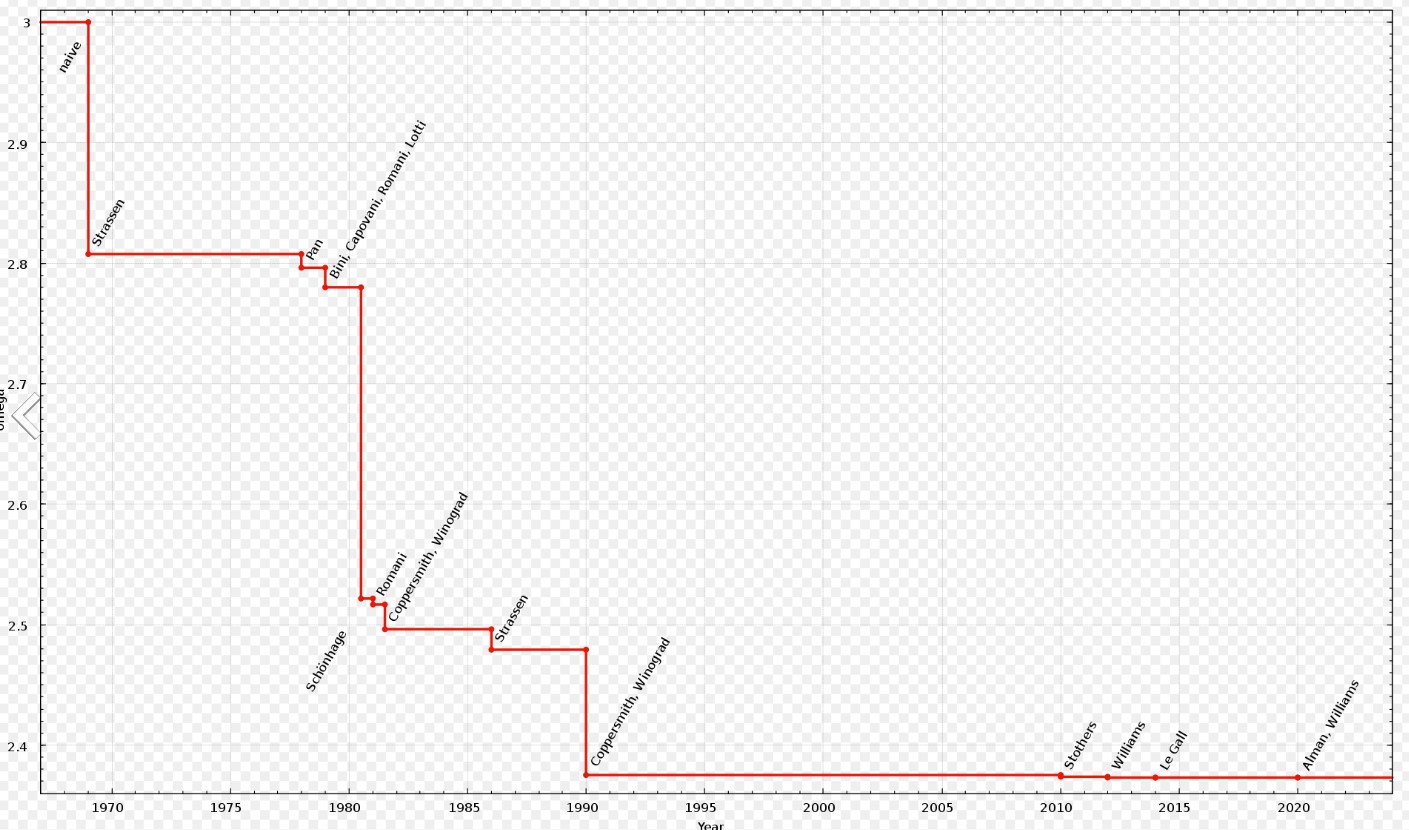 3
naive
2.9
Strassen
2.8
Pan
Bini, Capovani, Romani, Lotti
2.7
omega
2.6
Romani
Coppersmith, Winograd
2.5
Schönhage
Strassen
Coppersmith, Winograd
2.4
Stothers
Williams
Le Gall
Alman, Williams
1970 1975 1980 1985 1990 1995 2000 2005 2010 2015 2020
Year